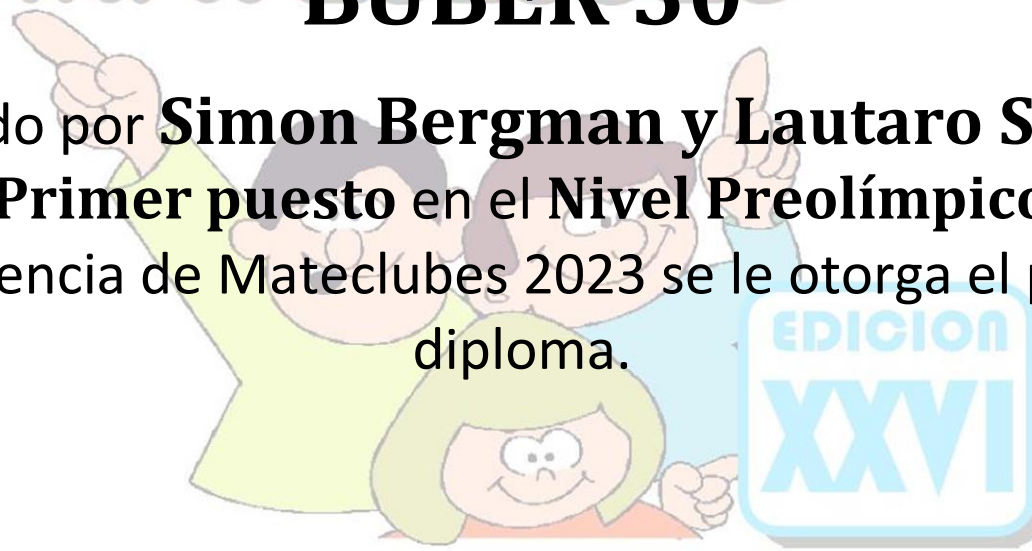 BUBER 30
do por Simon Bergman y Lautaro S
Primer puesto en el Nivel Preolímpico
encia de Mateclubes 2023 se le otorga el p
diploma.
EDICION
XXVI